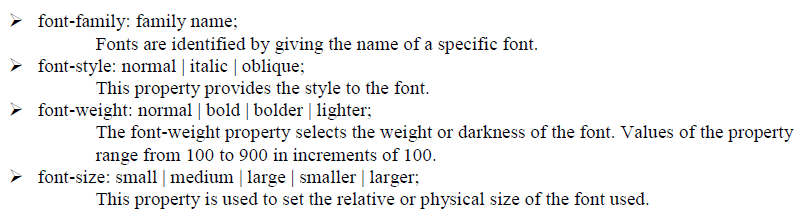 ➢ font-family: family name;
Fonts are identified by giving the name of a specific font.
➢ font-style: normal | italic | oblique;
This property provides the style to the font.
➢ font-weight: normal | bold | bolder | lighter;
The font-weight property selects the weight or darkness of the font. Values of the property
range from 100 to 900 in increments of 100.
➢ font-size: small | medium | large | smaller | larger;
This property is used to set the relative or physical size of the font used.